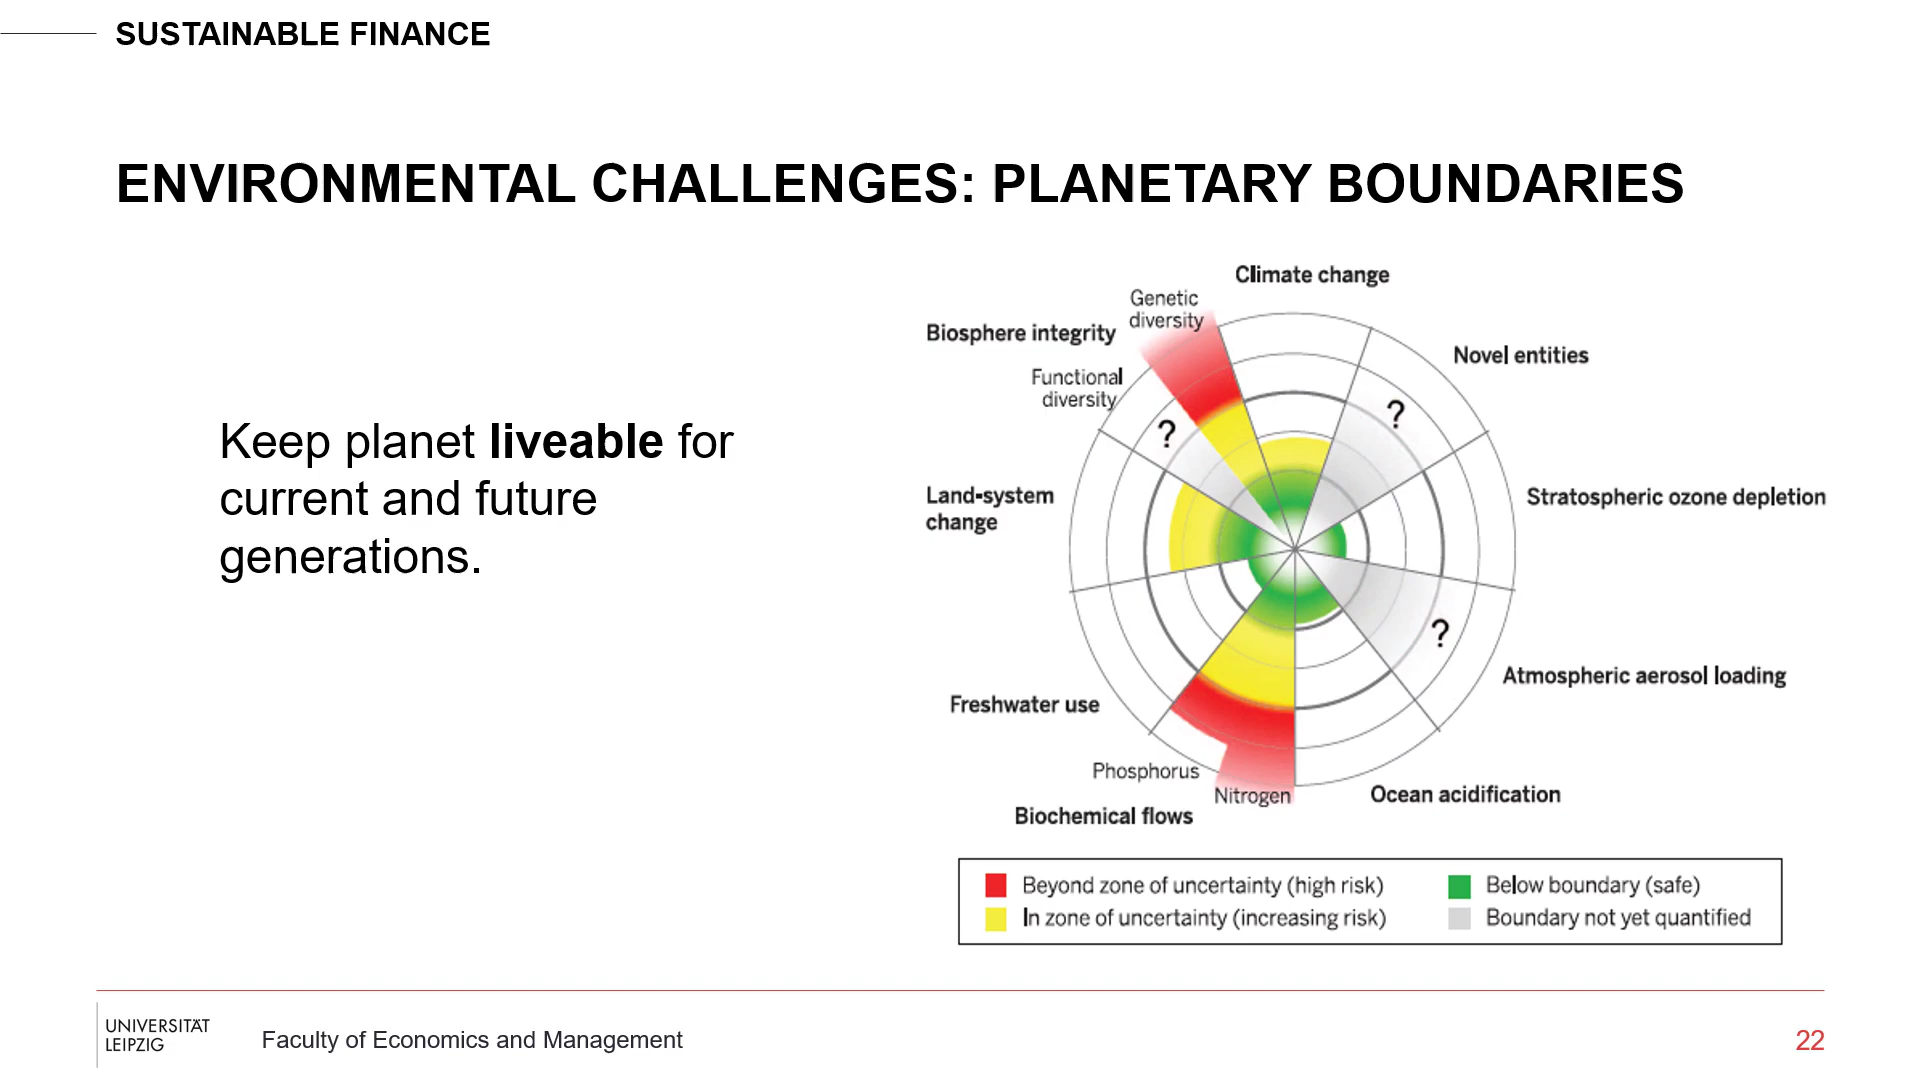 SUSTAINABLE FINANCE
ENVIRONMENTAL CHALLENGES: PLANETARY BOUNDARIES
Keep planet liveable for
current and future
generations.
Climate change
Genetic
diversity
Biosphere integrity
Functional
diversity
Novel entities
?
?
Land-system
change
Stratospheric ozone depletion
?
Atmospheric aerosol loading
Freshwater use
Phosphorus
Nitrogen
Biochemical flows
Ocean acidification
Beyond zone of uncertainty (high risk)
In zone of uncertainty (increasing risk)
Below boundary (safe)
Boundary not yet quantified
UNIVERSITÄT
LEIPZIG
Faculty of Economics and Management
22